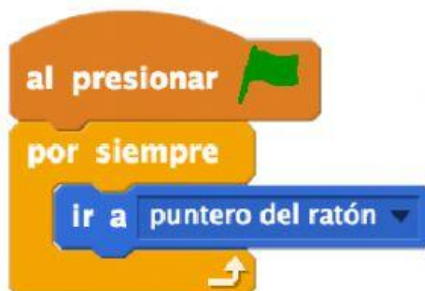 al presionar
por siempre
ir a puntero del ratón